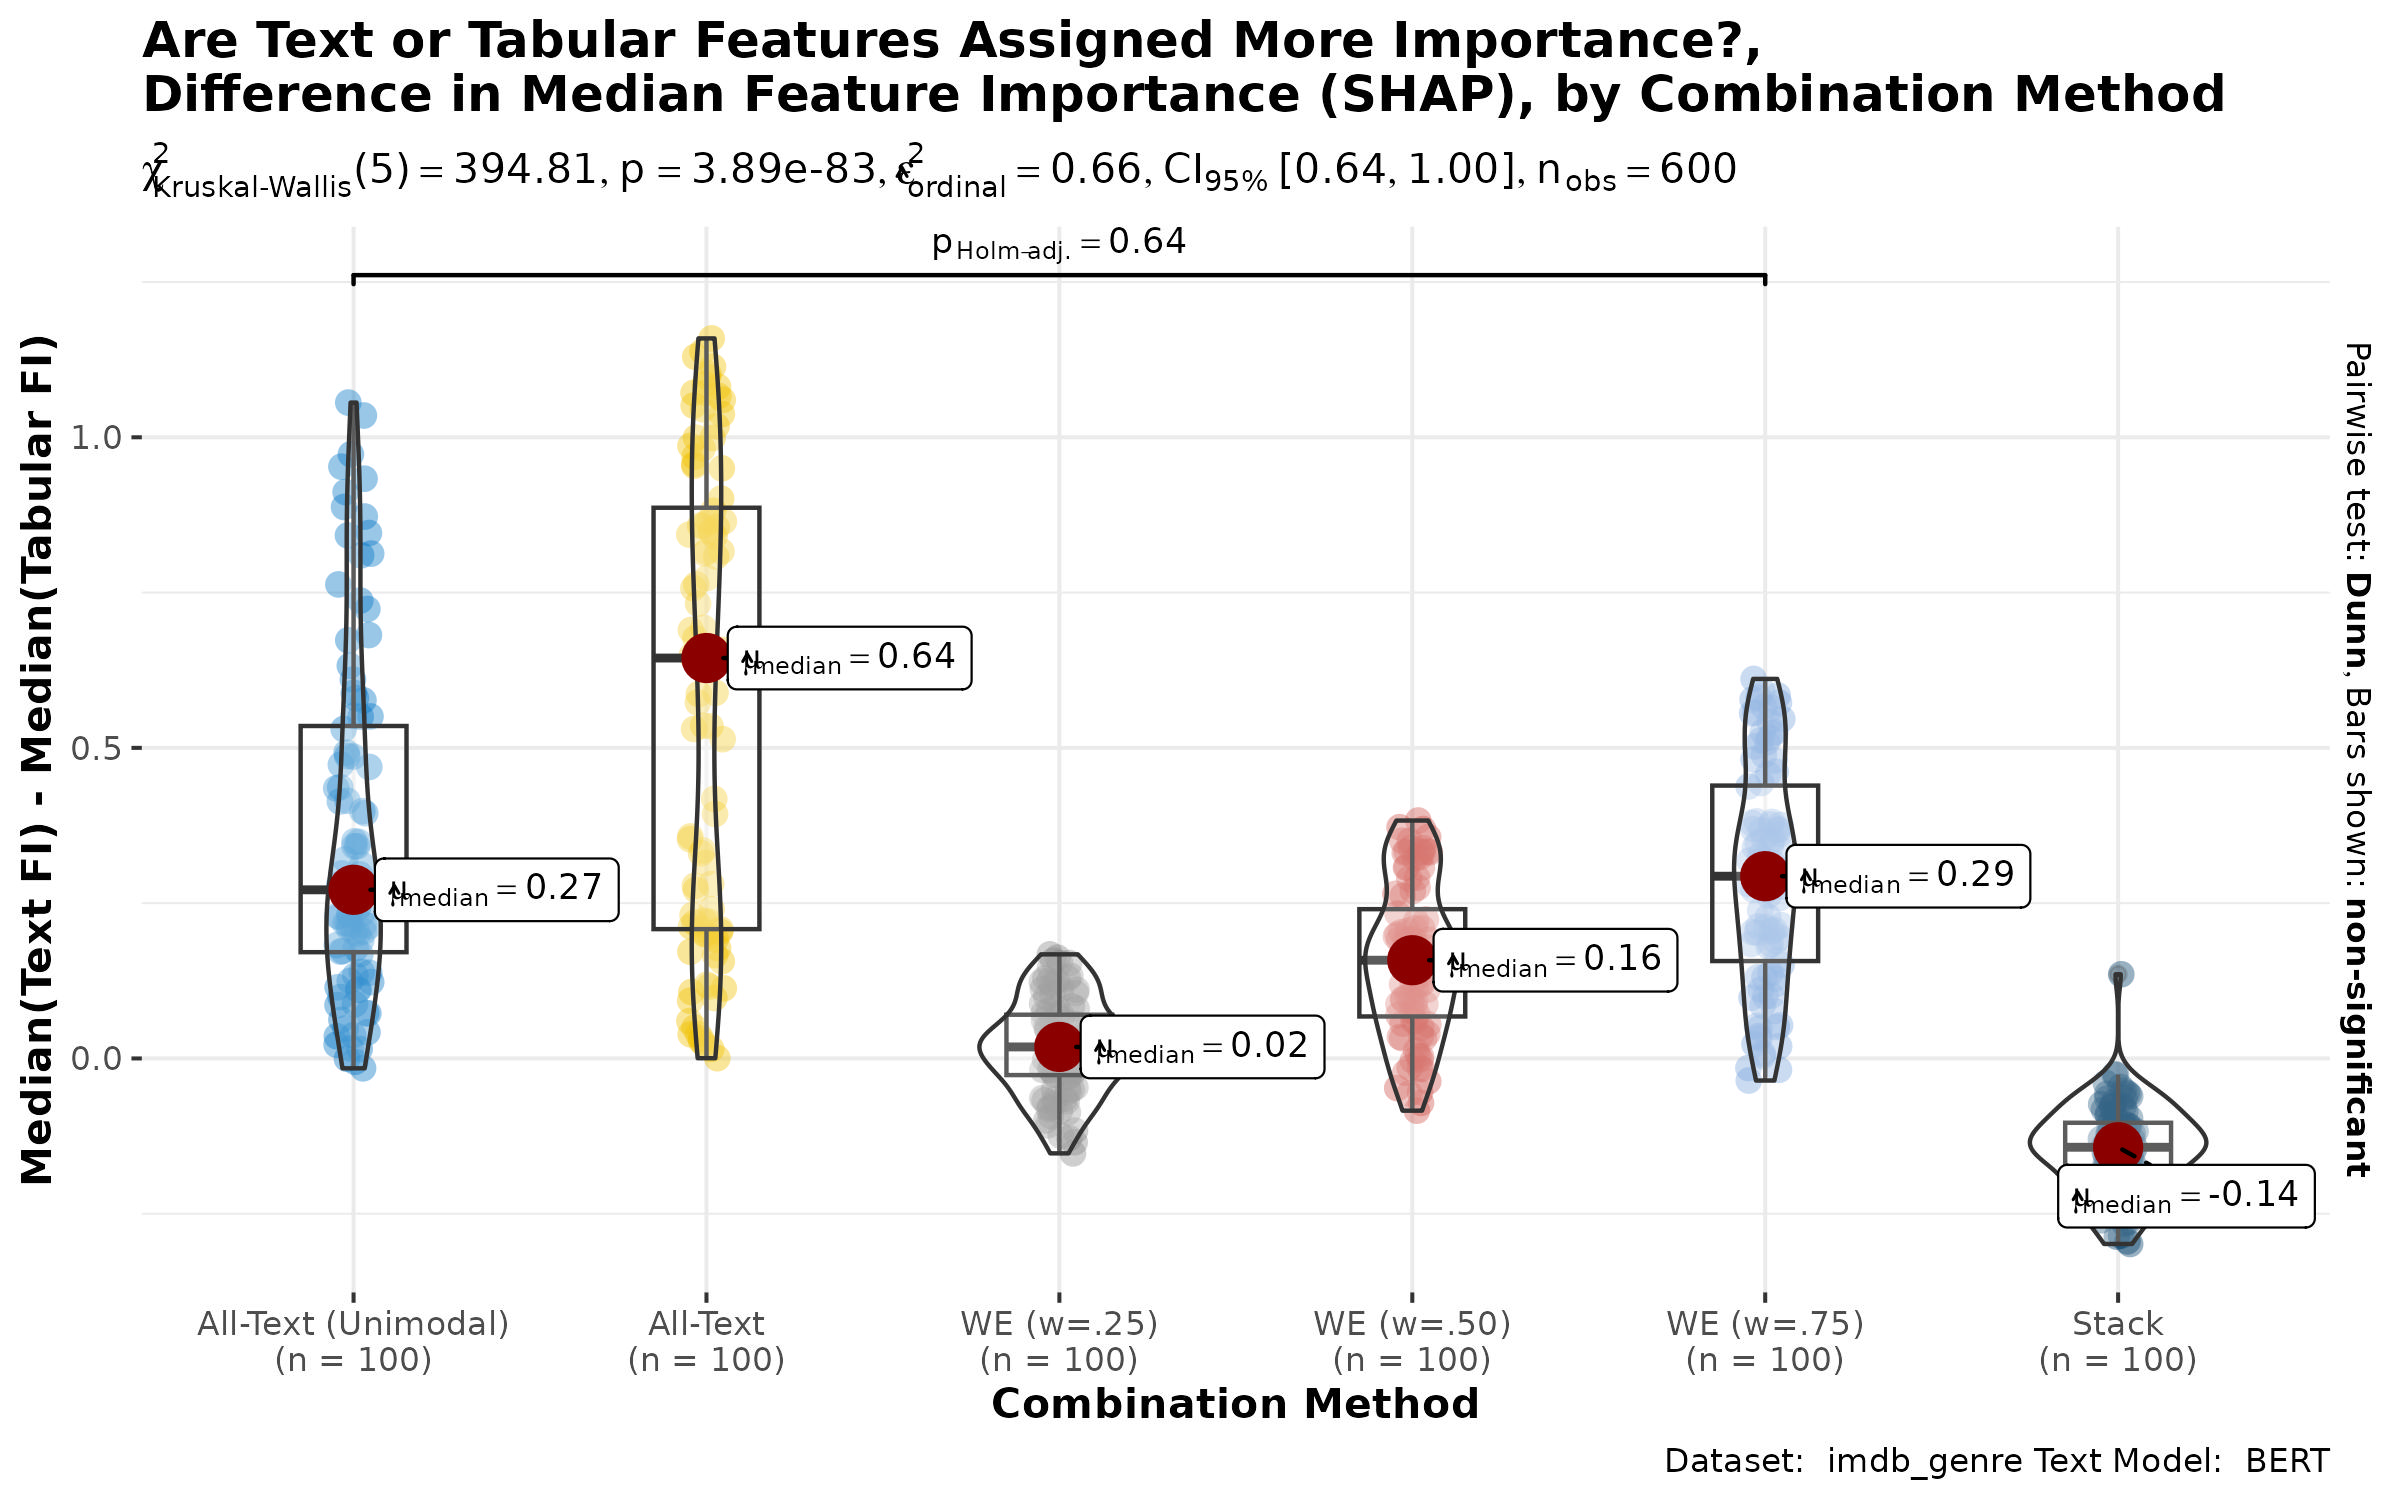 Are Text or Tabular Features Assigned More Importance?,
Difference in Median Feature Importance (SHAP), by Combination Method
χ²Kruskal-Wallis(5) = 394.81, p = 3.89e-83, ε²ordinal = 0.66, CI95% [0.64, 1.00], nobs = 600
pHolm-adj. = 0.64
Median(Text FI) - Median(Tabular FI)
1.0
0.5
0.0
μ̂median = 0.27
μ̂median = 0.64
μ̂median = 0.02
μ̂median = 0.16
μ̂median = 0.29
μ̂median = -0.14
Pairwise test: Dunn, Bars shown: non-significant
All-Text (Unimodal)
(n = 100)
All-Text
(n = 100)
WE (w=.25)
(n = 100)
WE (w=.50)
(n = 100)
WE (w=.75)
(n = 100)
Stack
(n = 100)
Combination Method
Dataset: imdb_genre Text Model: BERT